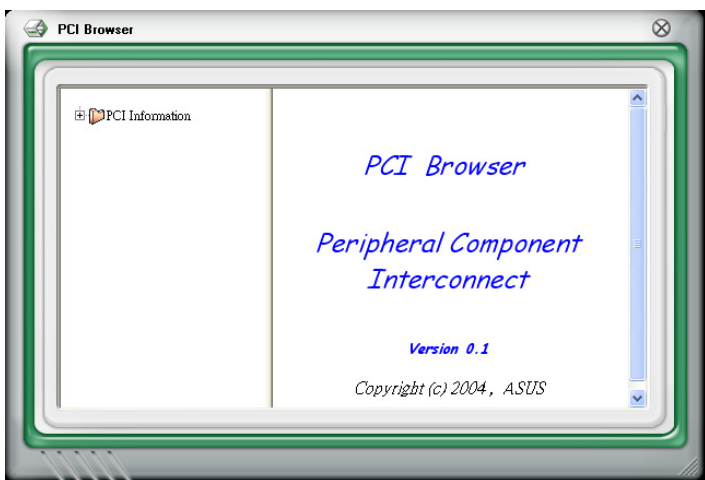 PCI Browser
PCI Information
PCI Browser
Peripheral Component
Interconnect
Version 0.1
Copyright (c) 2004, ASUS